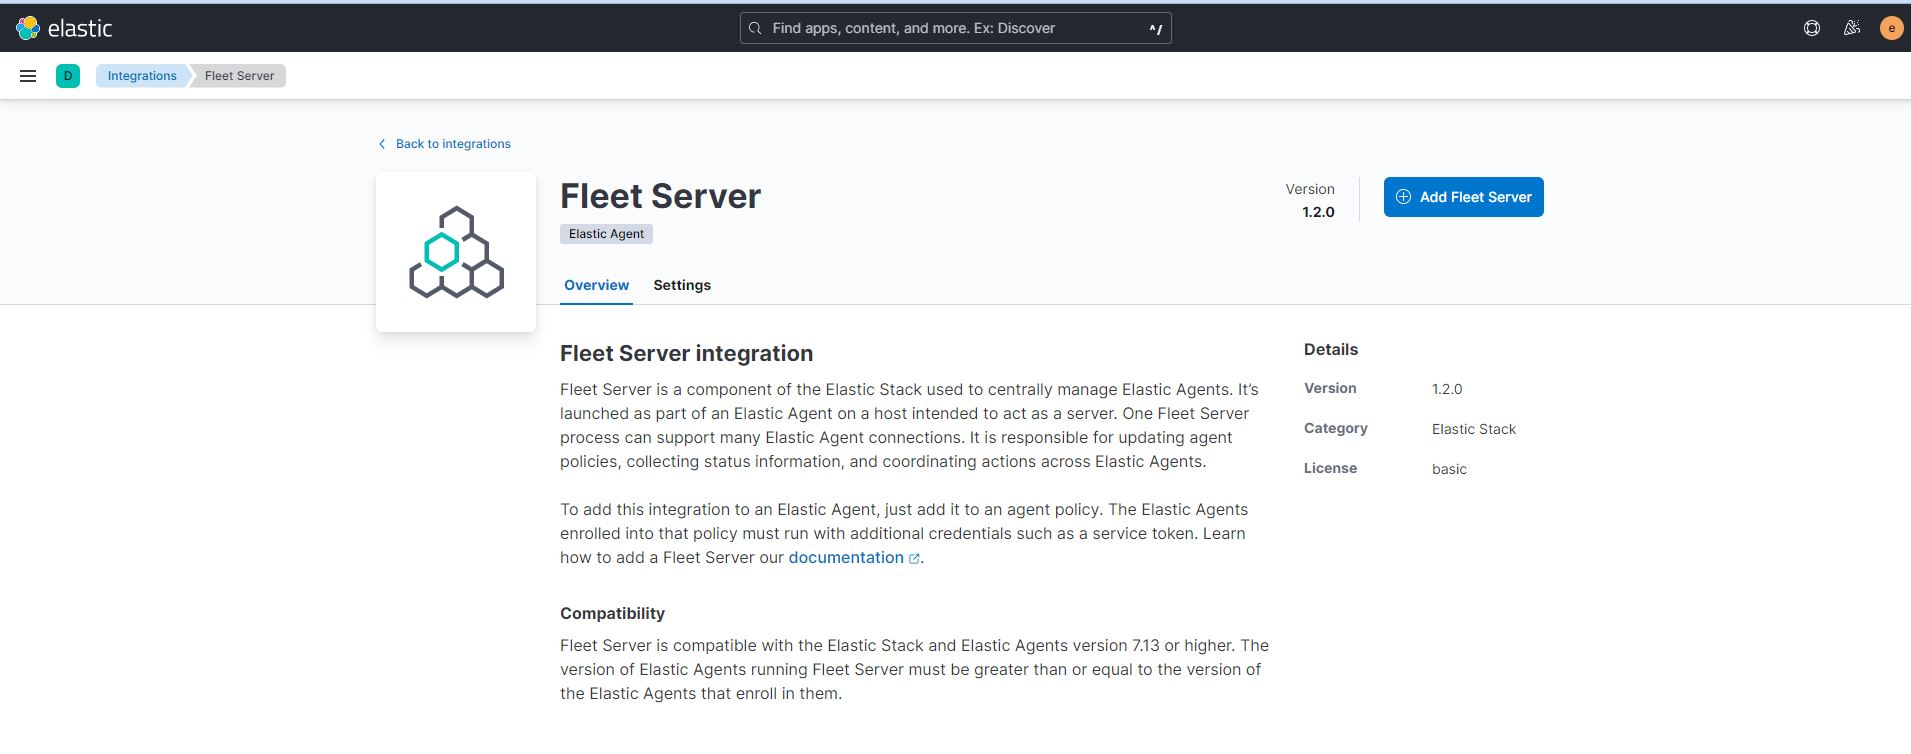 elastic
Find apps, content, and more. Ex: Discover
^/
e
D
Integrations
Fleet Server
Back to integrations
Fleet Server
Elastic Agent
Version
1.2.0
Add Fleet Server
Overview
Settings
Fleet Server integration
Fleet Server is a component of the Elastic Stack used to centrally manage Elastic Agents. It’s
launched as part of an Elastic Agent on a host intended to act as a server. One Fleet Server
process can support many Elastic Agent connections. It is responsible for updating agent
policies, collecting status information, and coordinating actions across Elastic Agents.
To add this integration to an Elastic Agent, just add it to an agent policy. The Elastic Agents
enrolled into that policy must run with additional credentials such as a service token. Learn
how to add a Fleet Server our documentation.
Compatibility
Fleet Server is compatible with the Elastic Stack and Elastic Agents version 7.13 or higher. The
version of Elastic Agents running Fleet Server must be greater than or equal to the version of
the Elastic Agents that enroll in them.
Details
Version 1.2.0
Category Elastic Stack
License basic